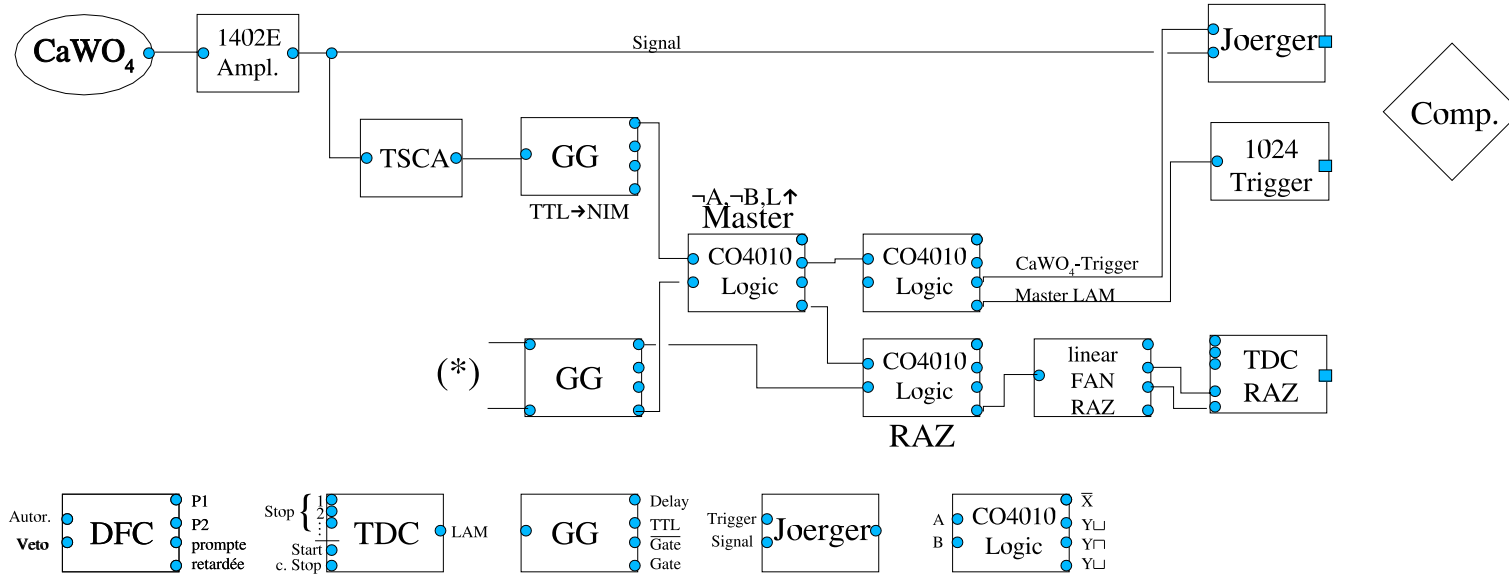 CaWO4
1402E
Ampl.
Signal
Joerger
Comp.
TSCA
GG
TTL→NIM
1024
Trigger
¬A,¬B,L↑
Master
CO4010
Logic
CO4010
Logic
CaWO4-Trigger
Master LAM
(*)
GG
CO4010
Logic
RAZ
linear
FAN
RAZ
TDC
RAZ
Autor.
Veto
DFC
P1
P2
prompte
retardée
Stop {
1
2
⋮
Start
c. Stop
TDC
LAM
GG
Delay
TTL
G̅a̅t̅e̅
Gate
Trigger
Signal
Joerger
A
B
CO4010
Logic
X̅
Y⊔
Y⊓
Y⊔